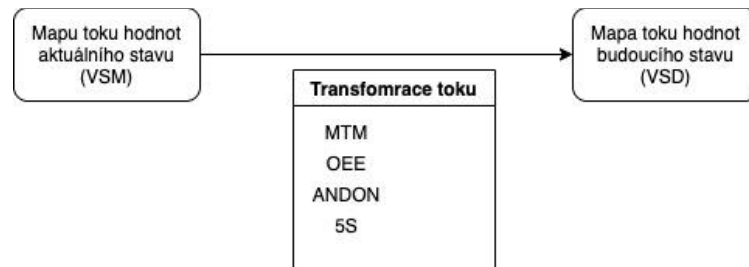 Mapu toku hodnot
aktuálního stavu
(VSM)
Mapa toku hodnot
budoucího stavu
(VSD)
Transfomrace toku
MTM
OEE
ANDON
5S